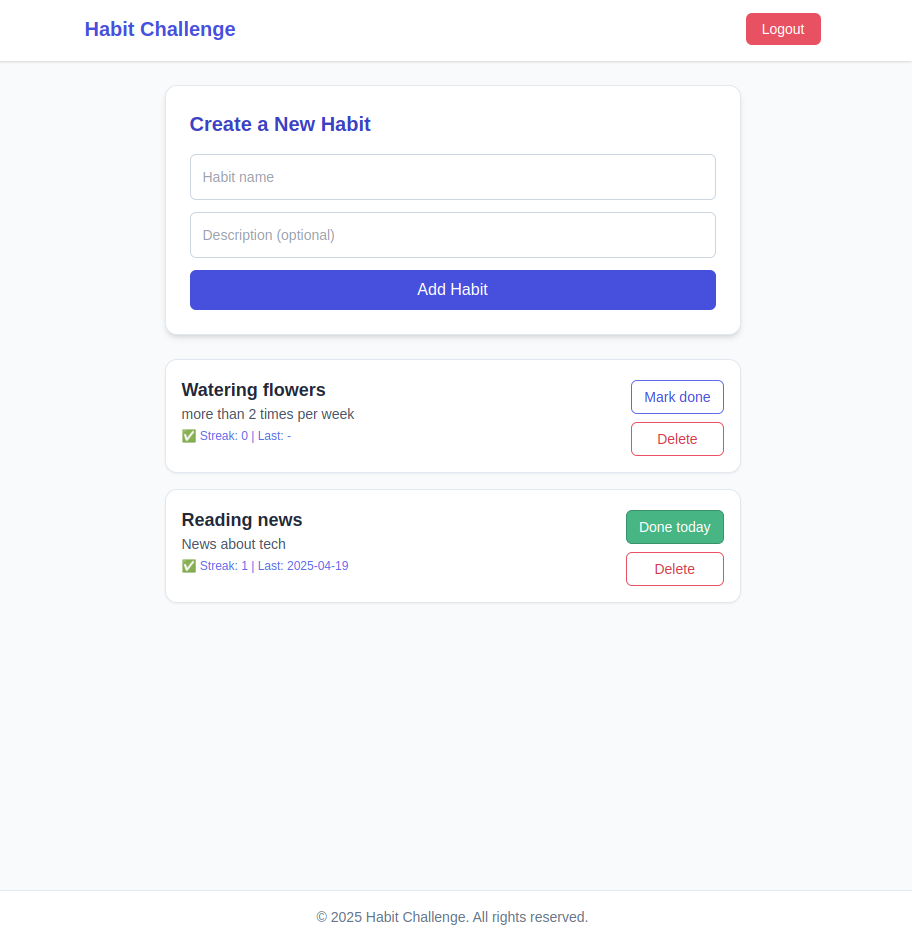 Habit Challenge
Logout
Create a New Habit
Habit name
Description (optional)
Add Habit
Watering flowers
Mark done
more than 2 times per week
✅ Streak: 0 | Last: -
Delete
Reading news
Done today
News about tech
✅ Streak: 1 | Last: 2025-04-19
Delete
© 2025 Habit Challenge. All rights reserved.